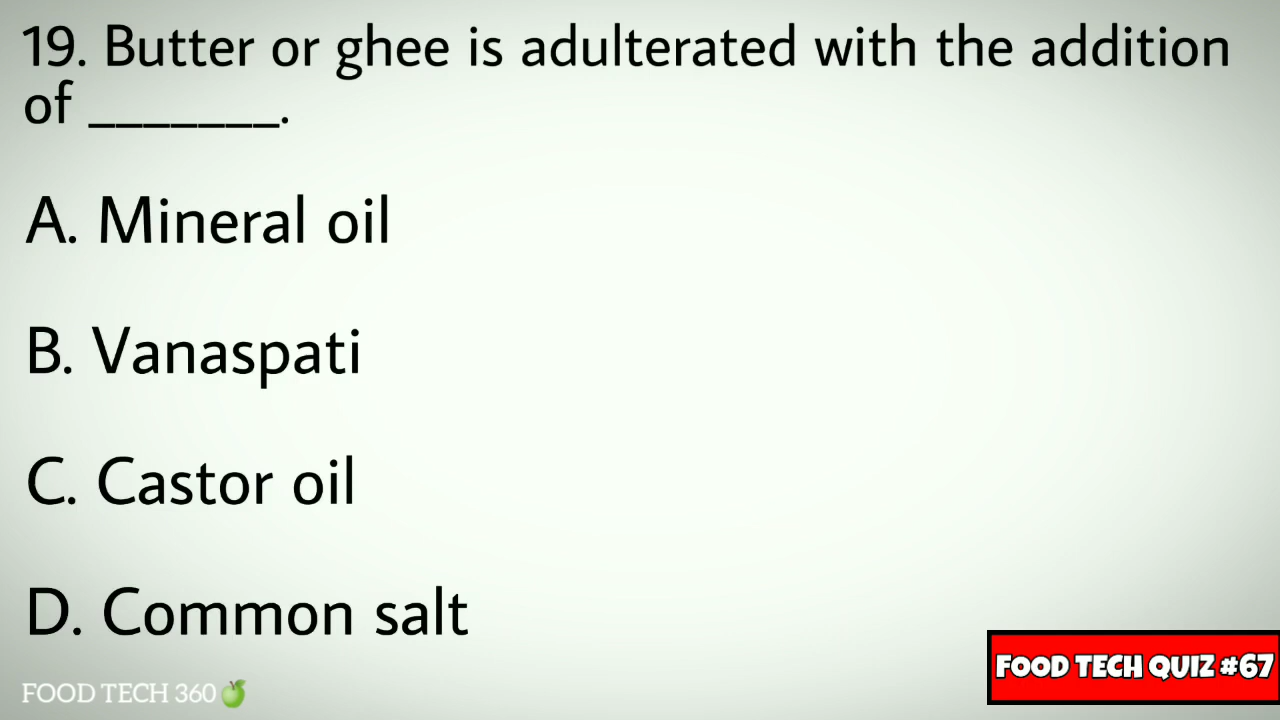 19. Butter or ghee is adulterated with the addition
of _______.
A. Mineral oil
B. Vanaspati
C. Castor oil
D. Common salt
FOOD TECH 360
FOOD TECH QUIZ #67